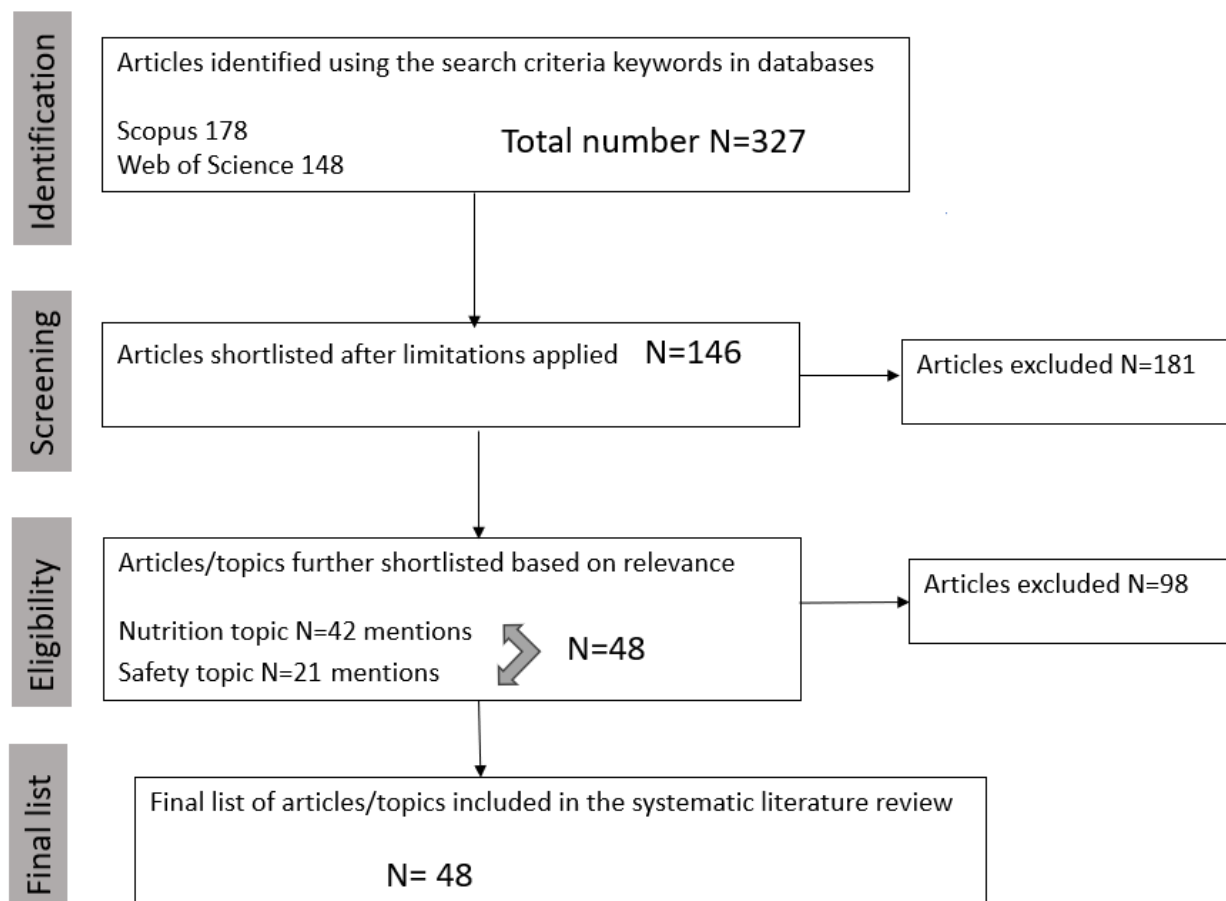 Identification
Articles identified using the search criteria keywords in databases
Scopus 178
Web of Science 148
Total number N=327
Screening
Articles shortlisted after limitations applied N=146
Articles excluded N=181
Eligibility
Articles/topics further shortlisted based on relevance
Nutrition topic N=42 mentions
Safety topic N=21 mentions
N=48
Articles excluded N=98
Final list
Final list of articles/topics included in the systematic literature review
N= 48